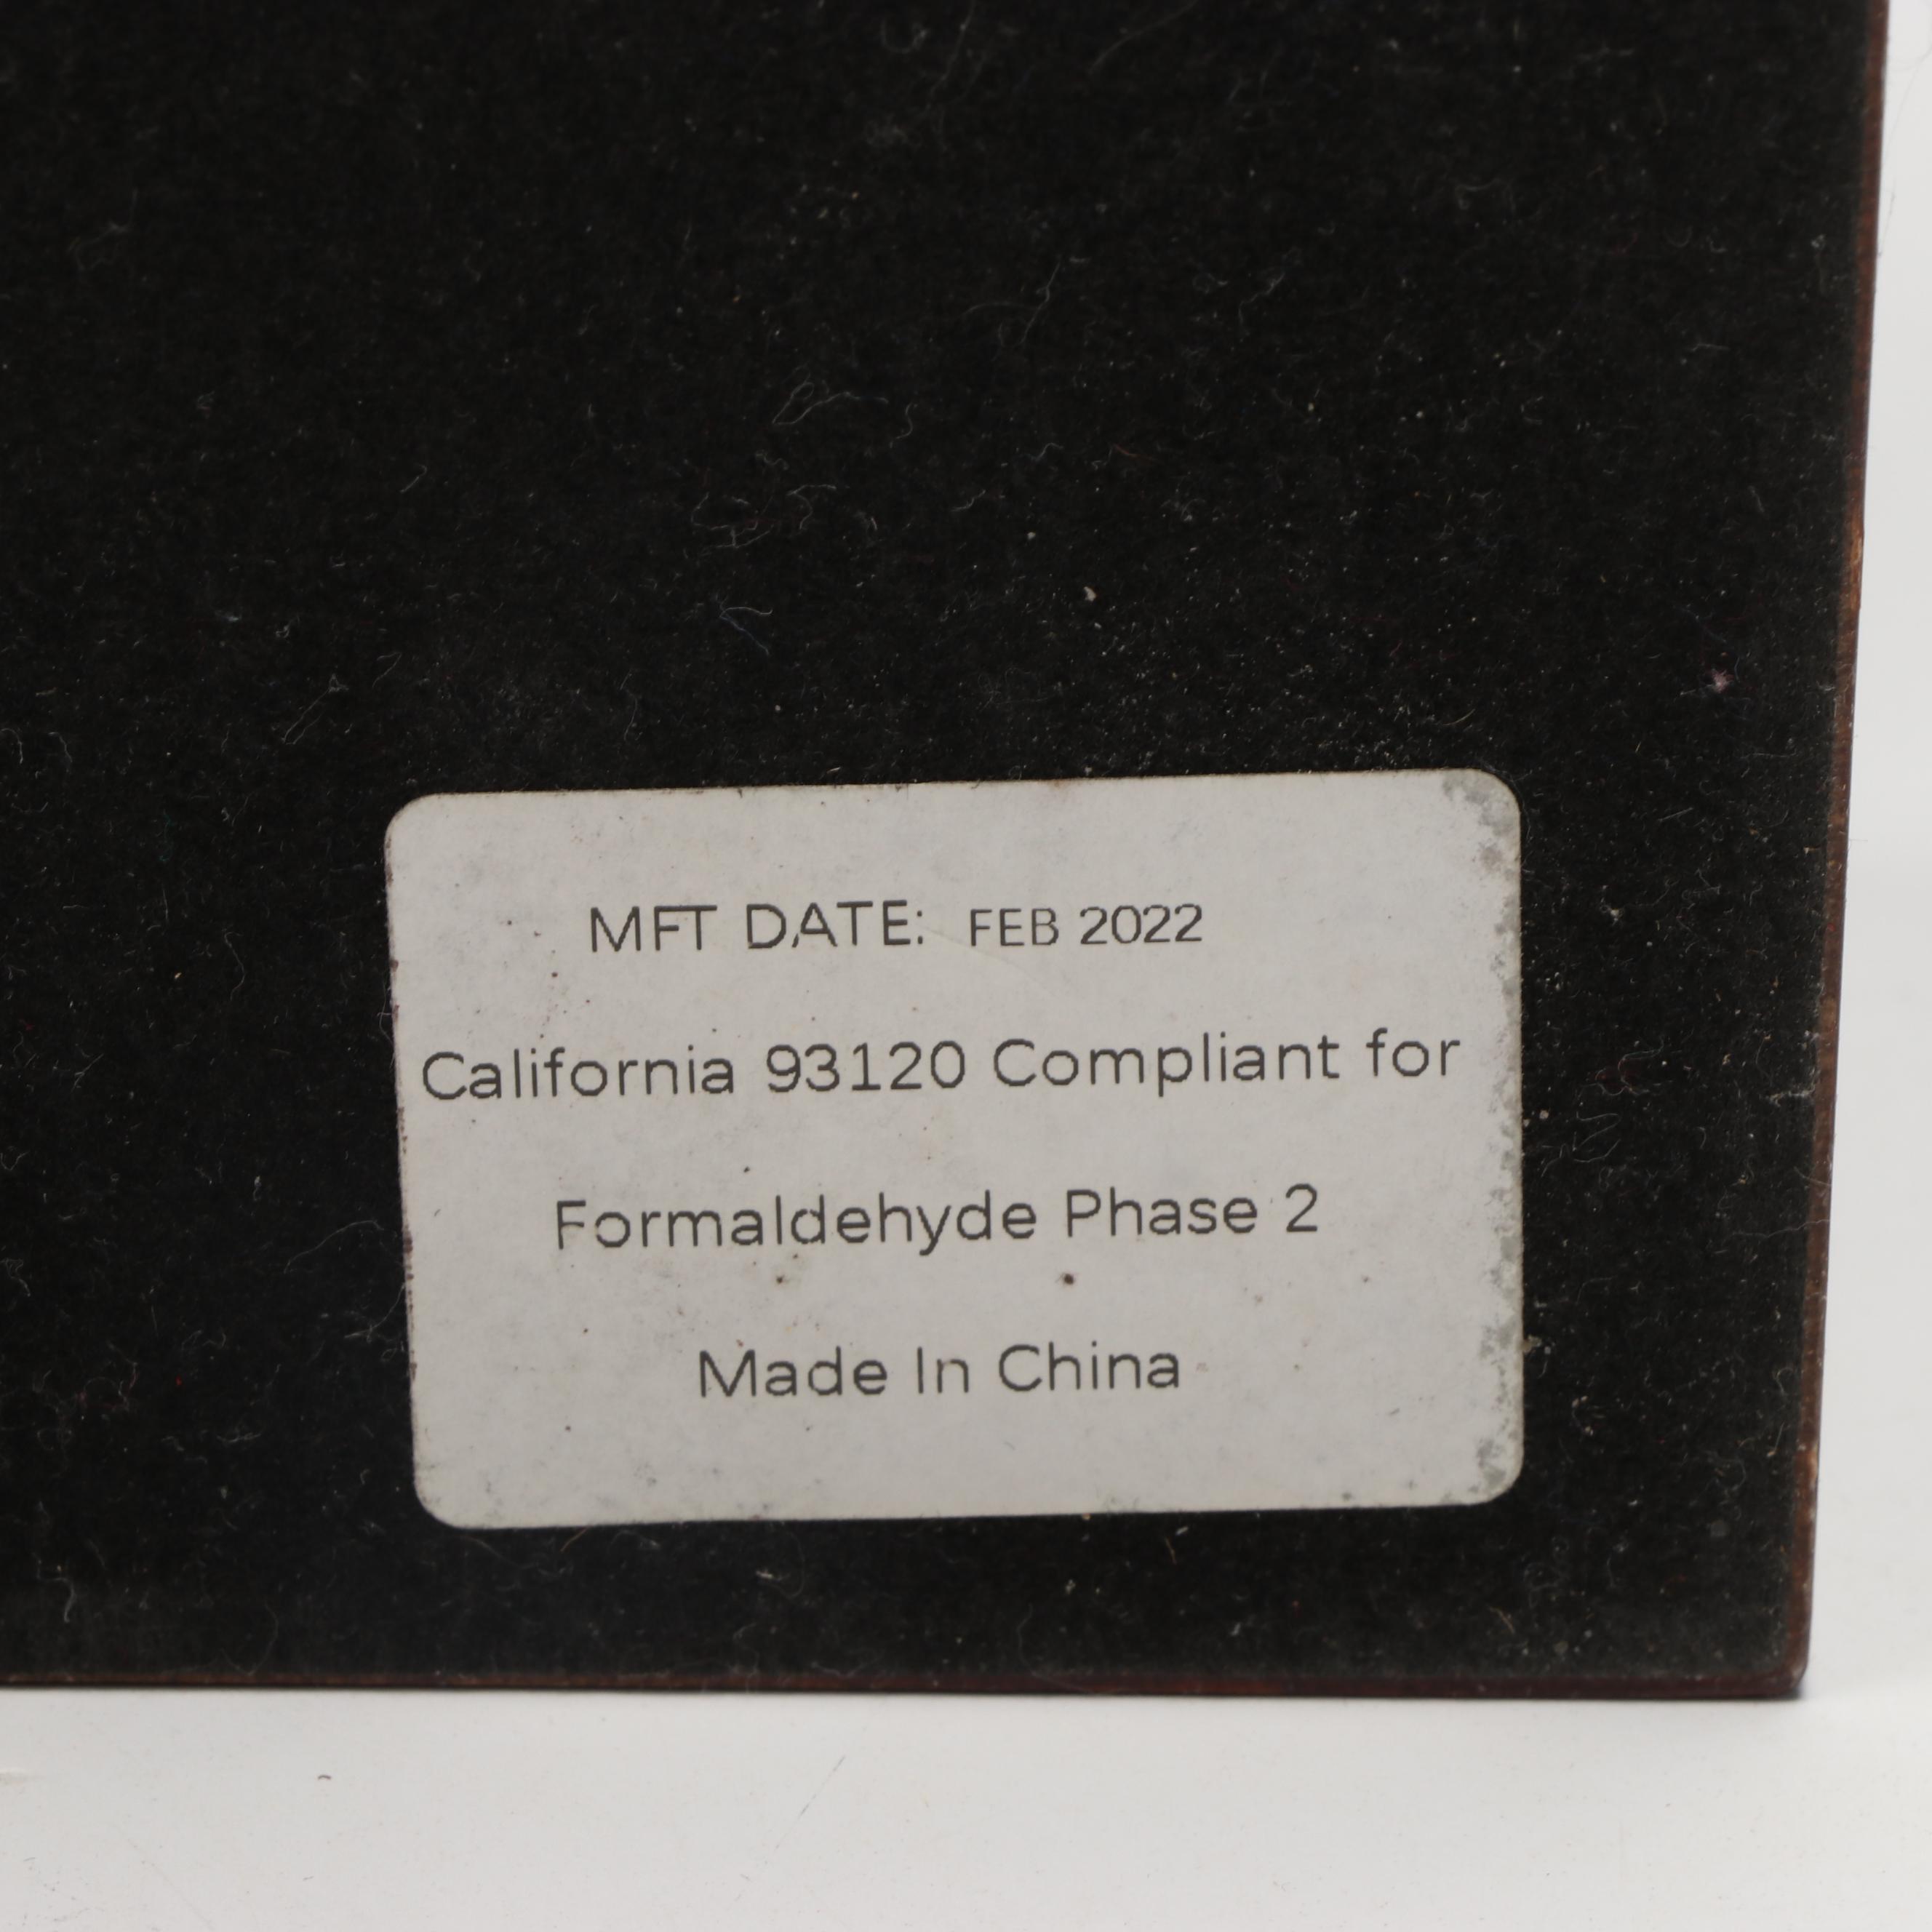 MFT DATE: FEB 2022
California 93120 Compliant for
Formaldehyde Phase 2
Made In China